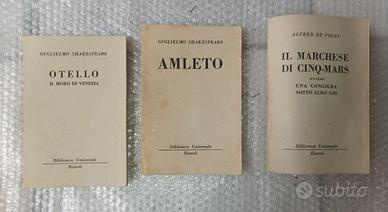 GUGLIELMO SHAKESPEARE
OTELLO
IL MORO DI VENEZIA
Biblioteca Universale
Rizzoli
GUGLIELMO SHAKESPEARE
AMLETO
Biblioteca Universale
Rizzoli
ALFRED DE VIGNY
IL MARCHESE
DI CINQ-MARS
OVVERO
UNA CONGIURA
SOTTO LUIGI XIII
Biblioteca Universale
Rizzoli
subito